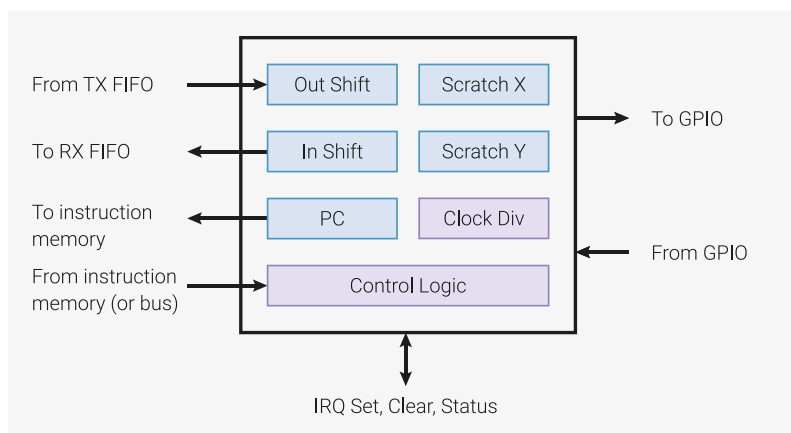 From TX FIFO
Out Shift
Scratch X
To GPIO
To RX FIFO
In Shift
Scratch Y
To instruction
memory
PC
Clock Div
From GPIO
From instruction
memory (or bus)
Control Logic
IRQ Set, Clear, Status